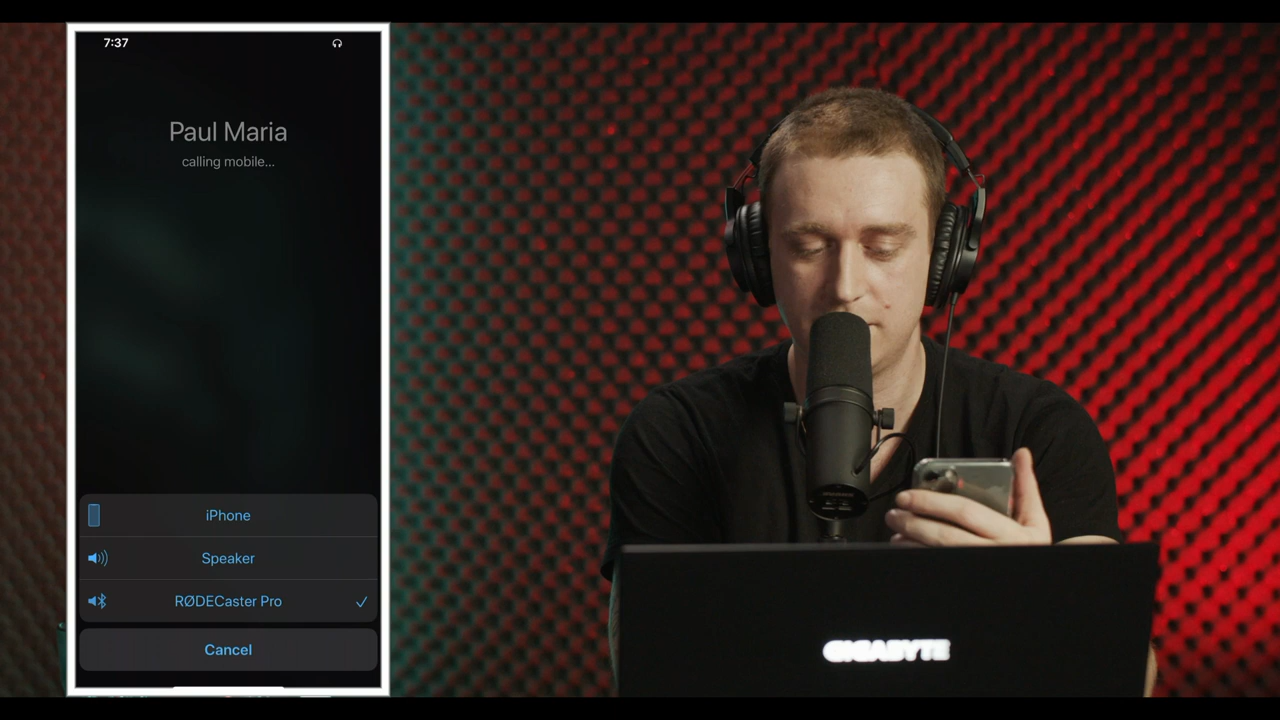 7:37
Paul Maria
calling mobile...
iPhone
Speaker
RØDECaster Pro
Cancel
GIGABYTE